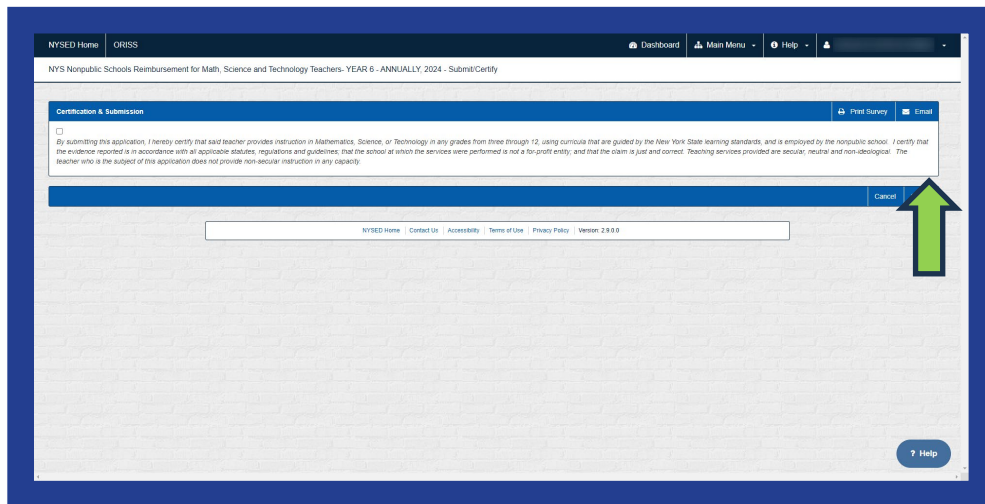 NYSED Home ORISS Dashboard Main Menu Help
NYS Nonpublic Schools Reimbursement for Math, Science and Technology Teachers- YEAR 6 - ANNUALLY, 2024 - Submit/Certify
Certification & Submission Print Survey Email
By submitting this application, I hereby certify that said teacher provides instruction in Mathematics, Science, or Technology in any grades from three through 12, using curricula that are guided by the New York State learning standards, and is employed by the nonpublic school. I certify that
the evidence reported is in accordance with all applicable statutes, regulations and guidelines; that the school at which the services were performed is not a for-profit entity; and that the claim is just and correct. Teaching services provided are secular, neutral and non-ideological. The
teacher who is the subject of this application does not provide non-secular instruction in any capacity.
Cancel
NYSED Home Contact Us Accessibility Terms of Use Privacy Policy Version: 2.9.0.0
? Help